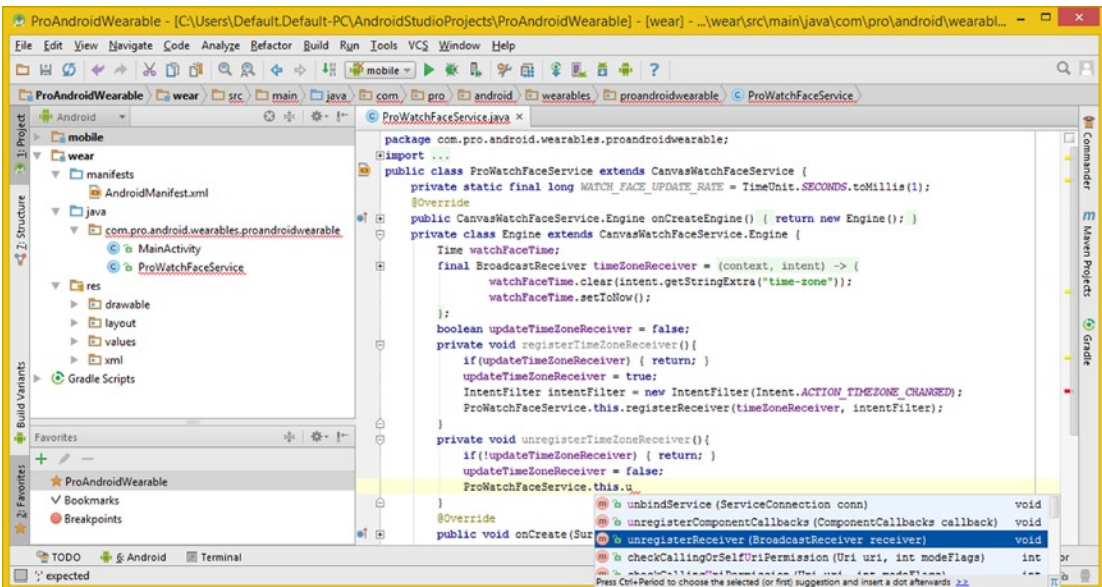 ProAndroidWearable - [C:\Users\Default.Default-PC\AndroidStudioProjects\ProAndroidWearable] - [wear] - ...\wear\src\main\java\com\pro\android\wearabl...
File Edit View Navigate Code Analyze Refactor Build Run Tools VCS Window Help
mobile
ProAndroidWearable wear src main java com pro android wearables proandroidwearable ProWatchFaceService
1: Project
2: Structure
Build Variants
2: Favorites
Android
mobile
wear
manifests
AndroidManifest.xml
java
com.pro.android.wearables.proandroidwearable
MainActivity
ProWatchFaceService
res
drawable
layout
values
xml
Gradle Scripts
Favorites
ProAndroidWearable
Bookmarks
Breakpoints
ProWatchFaceService.java
package com.pro.android.wearables.proandroidwearable;
import ...
public class ProWatchFaceService extends CanvasWatchFaceService {
private static final long WATCH_FACE_UPDATE_RATE = TimeUnit.SECONDS.toMillis(1);
@Override
public CanvasWatchFaceService.Engine onCreateEngine() { return new Engine(); }
private class Engine extends CanvasWatchFaceService.Engine {
Time watchFaceTime;
final BroadcastReceiver timeZoneReceiver = (context, intent) -> {
watchFaceTime.clear(intent.getStringExtra("time-zone"));
watchFaceTime.setToNow();
};
boolean updateTimeZoneReceiver = false;
private void registerTimeZoneReceiver(){
if(updateTimeZoneReceiver) { return; }
updateTimeZoneReceiver = true;
IntentFilter intentFilter = new IntentFilter(Intent.ACTION_TIMEZONE_CHANGED);
ProWatchFaceService.this.registerReceiver(timeZoneReceiver, intentFilter);
}
private void unregisterTimeZoneReceiver(){
if(!updateTimeZoneReceiver) { return; }
updateTimeZoneReceiver = false;
ProWatchFaceService.this.u
}
@Override
public void onCreate(Sur
unbindService(ServiceConnection conn) void
unregisterComponentCallbacks(ComponentCallbacks callback) void
unregisterReceiver(BroadcastReceiver receiver) void
checkCallingOrSelfUriPermission(Uri uri, int modeFlags) int
checkCallingUriPermission(Uri uri, int modeFlags) int
Press Ctrl+Period to choose the selected (or first) suggestion and insert a dot afterwards >>
Commander
Maven Projects
Gradle
TODO 6: Android Terminal
';' expected